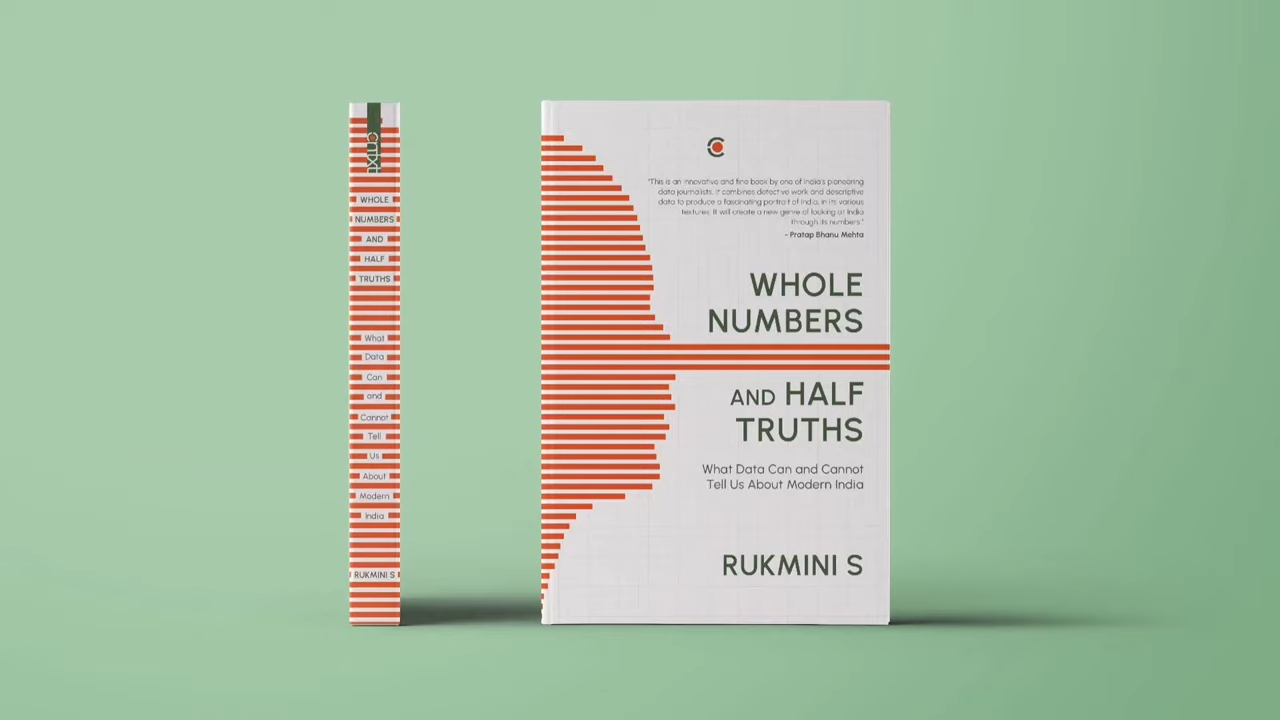 WHOLE
NUMBERS
AND
HALF
TRUTHS
What
Data
Can
and
Cannot
Tell
Us
About
Modern
India
RUKMINI S
"This is an innovative and fine book by one of India's pioneering
data journalists. It combines detective work and descriptive
data to produce a fascinating portrait of India, in its various
textures. It will create a new genre of looking at India
through its numbers."
- Pratap Bhanu Mehta
WHOLE
NUMBERS
AND HALF
TRUTHS
What Data Can and Cannot
Tell Us About Modern India
RUKMINI S